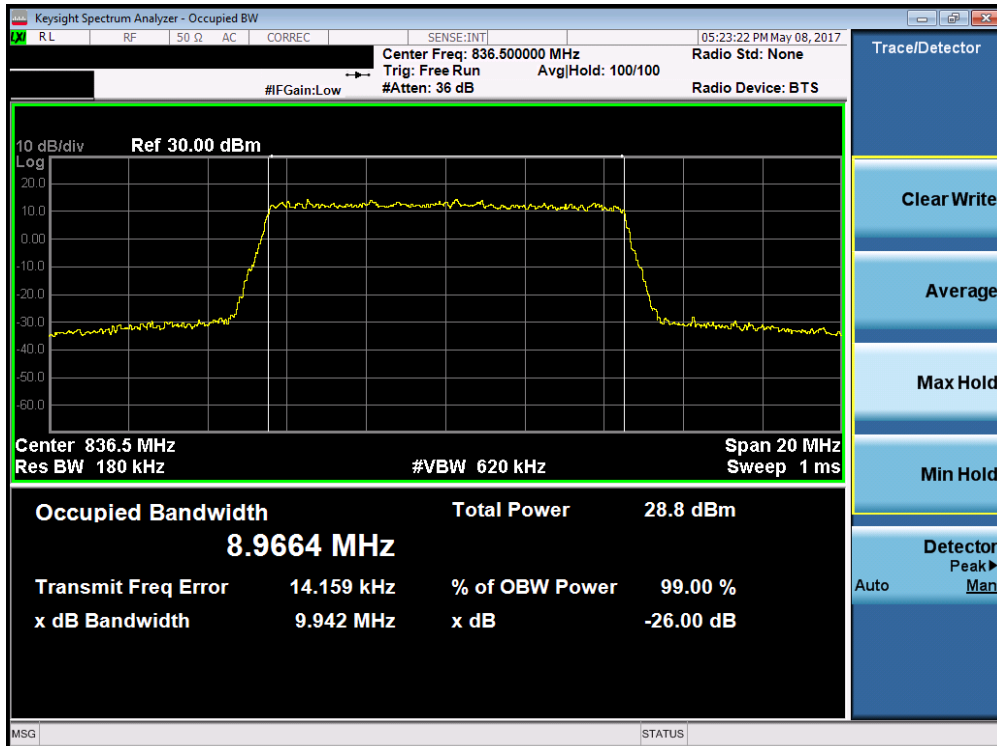 Keysight Spectrum Analyzer - Occupied BW
LXI RL RF 50 Ω AC CORREC SENSE:INT 05:23:22 PM May 08, 2017
Center Freq: 836.500000 MHz Radio Std: None
Trig: Free Run Avg|Hold: 100/100
#IFGain:Low #Atten: 36 dB Radio Device: BTS
10 dB/div Ref 30.00 dBm
Log
20.0
10.0
0.00
-10.0
-20.0
-30.0
-40.0
-50.0
-60.0
Center 836.5 MHz Span 20 MHz
Res BW 180 kHz #VBW 620 kHz Sweep 1 ms
Occupied Bandwidth Total Power 28.8 dBm
8.9664 MHz
Transmit Freq Error 14.159 kHz % of OBW Power 99.00 %
x dB Bandwidth 9.942 MHz x dB -26.00 dB
MSG STATUS
Trace/Detector
Clear Write
Average
Max Hold
Min Hold
Detector
Peak▶
Auto Man